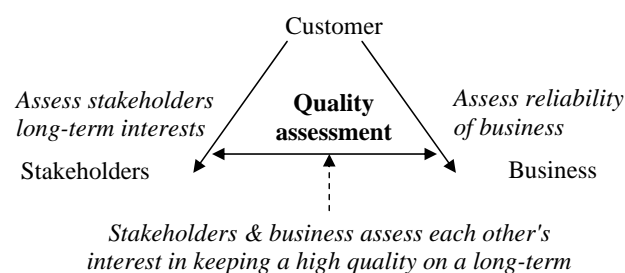 Customer
Assess stakeholders
long-term interests
Quality
assessment
Assess reliability
of business
Stakeholders
Business
Stakeholders & business assess each other's
interest in keeping a high quality on a long-term